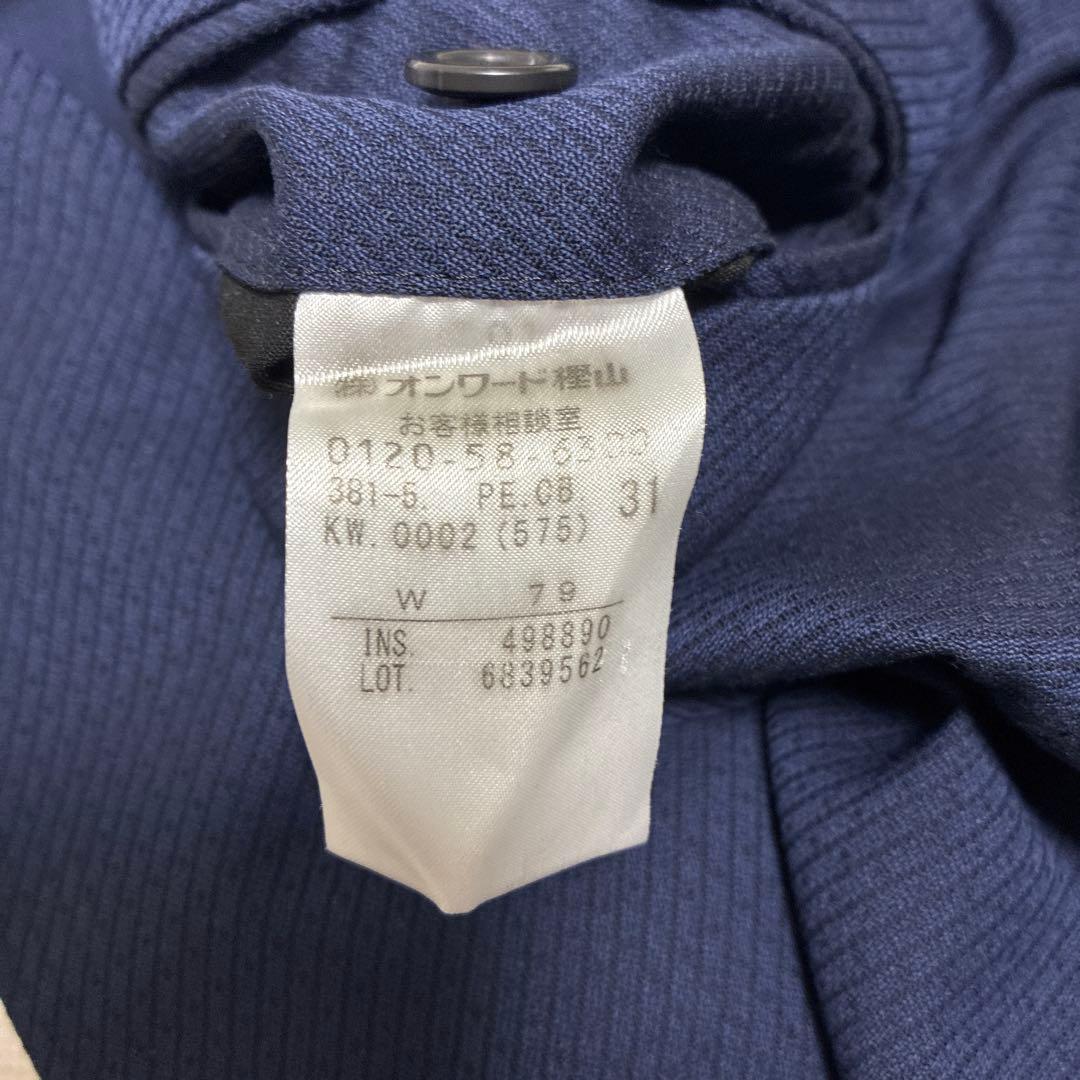 ㈱オンワード樫山
お客様相談室
0120-58-6300
381-5. PE.CB. 31
KW. 0002 (575)
W 79
INS. 498890
LOT. 6839562